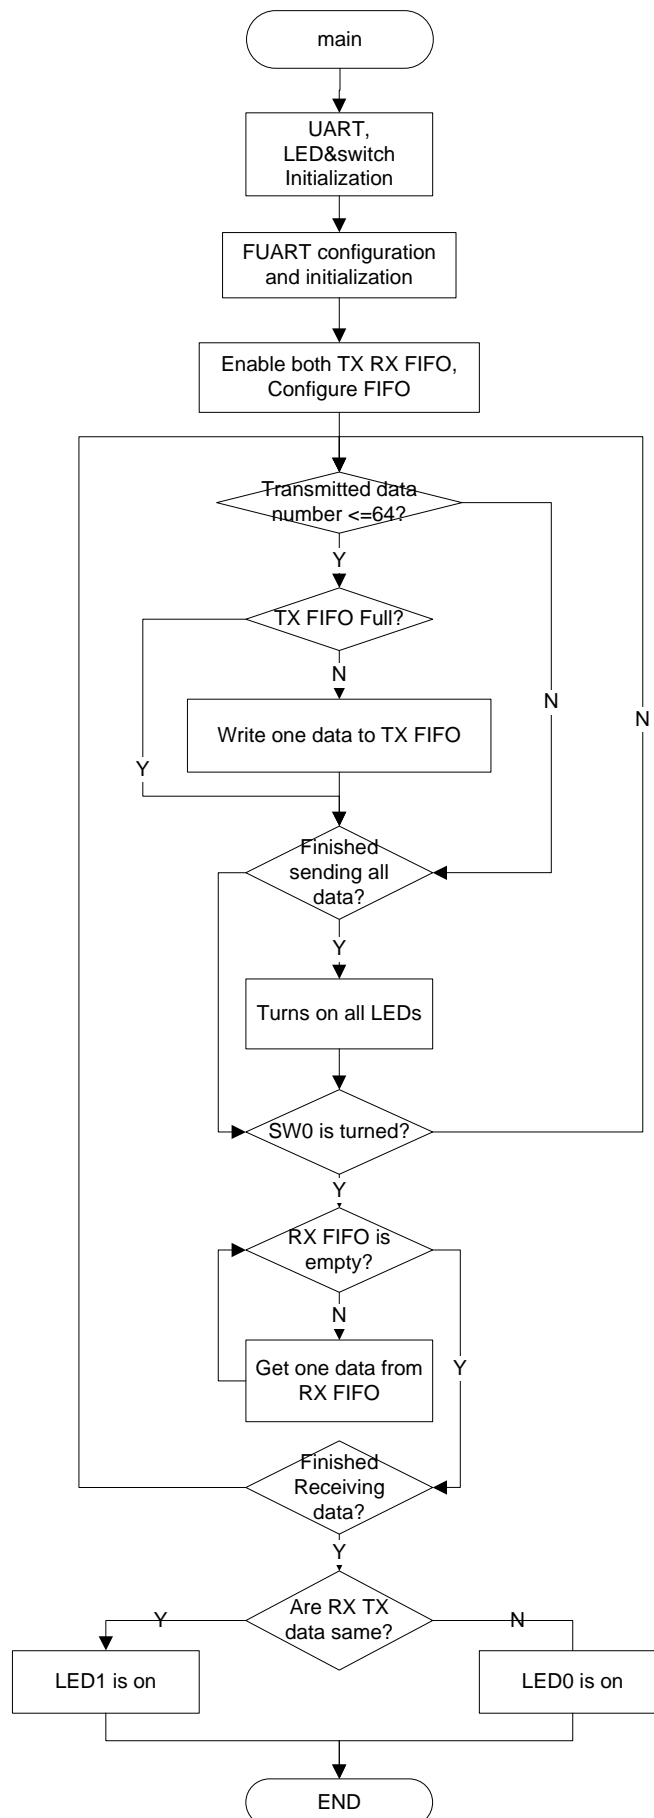 main
UART,
LED&switch
Initialization
FUART configuration
and initialization
Enable both TX RX FIFO,
Configure FIFO
Transmitted data
number <=64?
Y
TX FIFO Full?
N
N
N
Write one data to TX FIFO
Y
Finished
sending all
data?
Y
Turns on all LEDs
SW0 is turned?
Y
RX FIFO is
empty?
N
Get one data from
RX FIFO
Y
Finished
Receiving
data?
Y
Are RX TX
data same?
Y
N
LED1 is on
LED0 is on
END